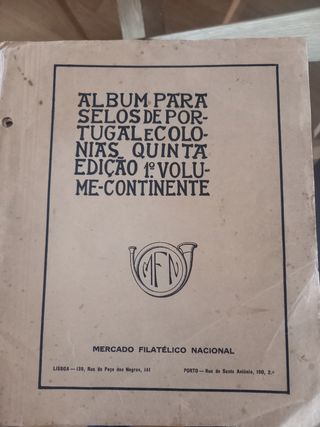 ALBUM PARA
SELOS DE POR-
TUGAL E COLO-
NIAS, QUINTA
EDIÇÃO 1.º VOLU-
ME-CONTINENTE
MFN
MERCADO FILATÉLICO NACIONAL
LISBOA — 139, Rua do Poço dos Negros, 141 PORTO — Rua de Santo António, 190, 2.º